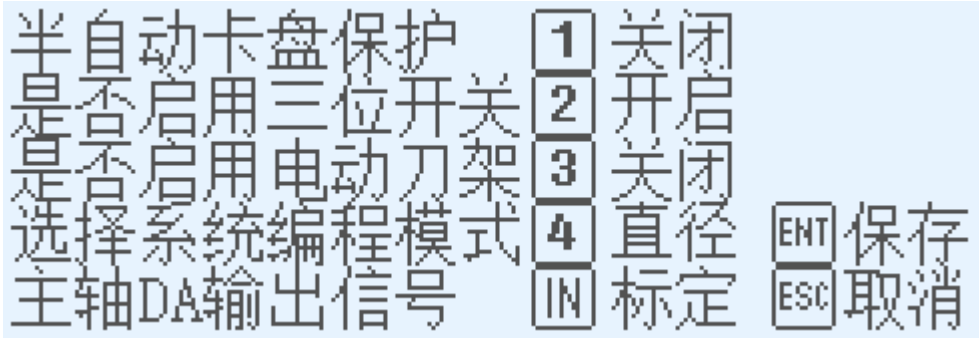 半自动卡盘保护 1 关闭
是否启用三位开关 2 开启
是否启用电动刀架 3 关闭
选择系统编程模式 4 直径 ENT 保存
主轴DA输出信号 IN 标定 ESC 取消